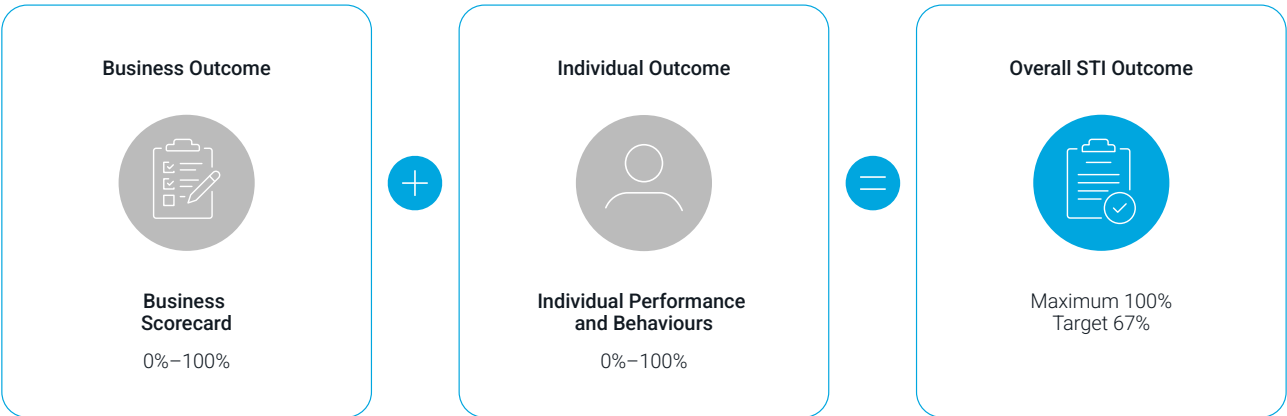 Business Outcome
Business
Scorecard
0%–100%
+
Individual Outcome
Individual Performance
and Behaviours
0%–100%
=
Overall STI Outcome
Maximum 100%
Target 67%